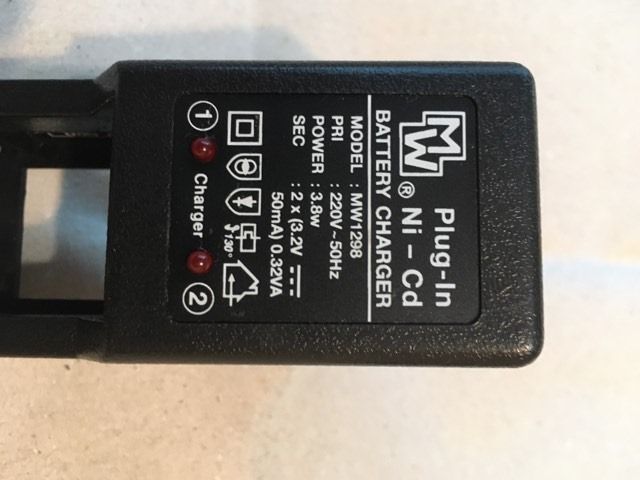 MW® Plug-In
Ni - Cd
BATTERY CHARGER
MODEL : MW1298
PRI : 220V~50Hz
POWER : 3.8w
SEC : 2 x (3.2V ⎓
50mA) 0.32VA
130°
1 Charger 2